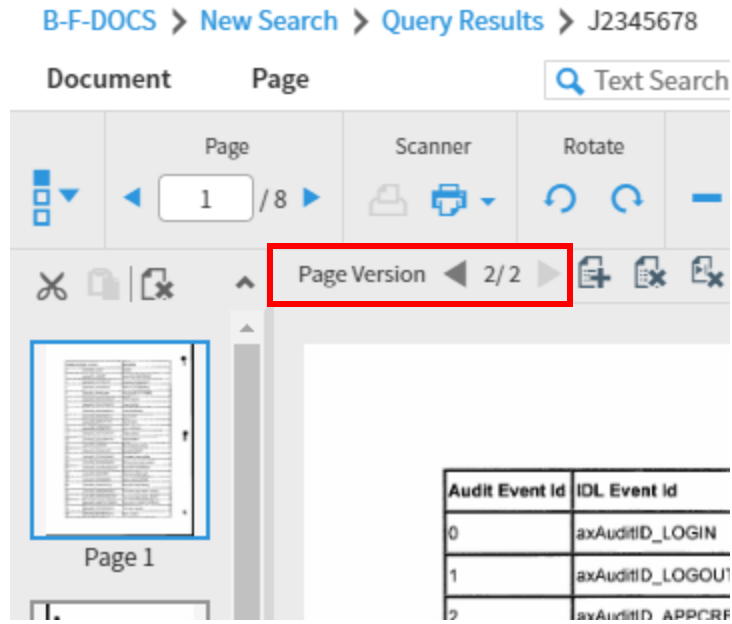 B-F-DOCS > New Search > Query Results > J2345678
Document Page Text Search
Page Scanner Rotate
1 / 8
Page Version 2/2
Page 1
Audit Event Id IDL Event Id
0 axAuditID_LOGIN
1 axAuditID_LOGOUT
2 axAuditID_APPCRE